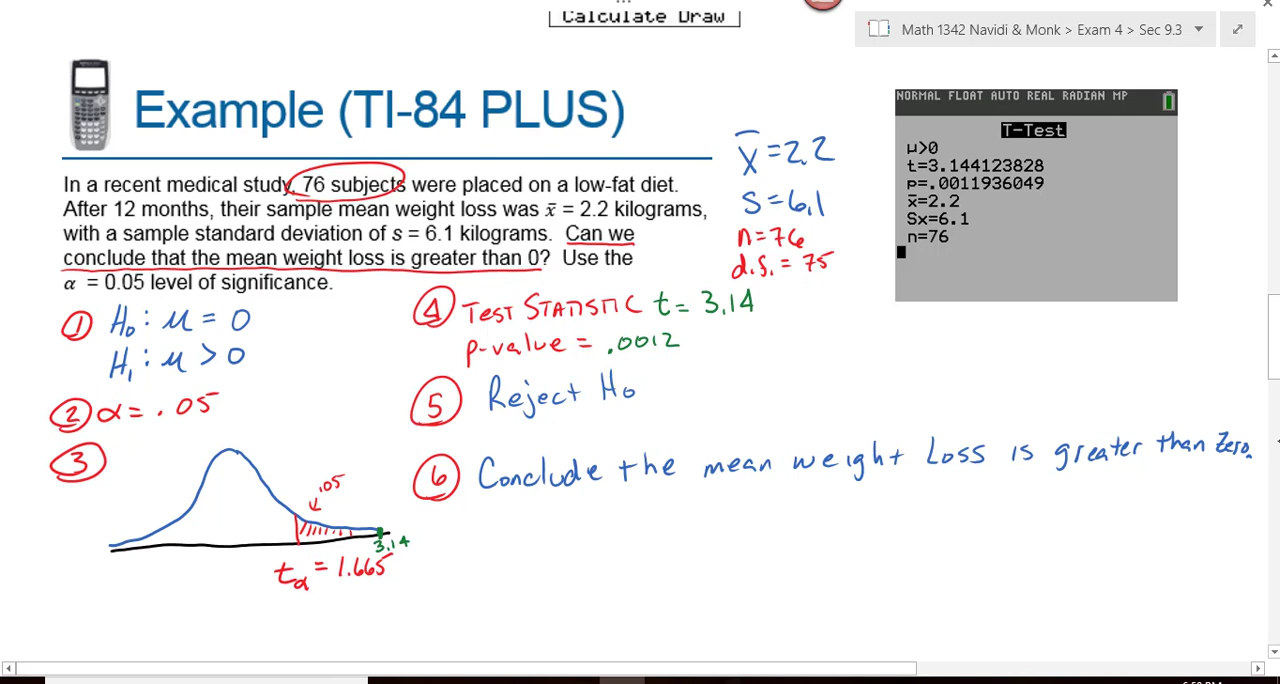 Calculate Draw
Math 1342 Navidi & Monk > Exam 4 > Sec 9.3
Example (TI-84 PLUS)
In a recent medical study, 76 subjects were placed on a low-fat diet.
After 12 months, their sample mean weight loss was x̄ = 2.2 kilograms,
with a sample standard deviation of s = 6.1 kilograms. Can we
conclude that the mean weight loss is greater than 0? Use the
α = 0.05 level of significance.
x̄ = 2.2
s = 6.1
n = 76
d.f. = 75
NORMAL FLOAT AUTO REAL RADIAN MP
T-Test
μ>0
t=3.144123828
p=.0011936049
x̄=2.2
Sx=6.1
n=76
① H₀ : μ = 0
H₁ : μ > 0
② α = .05
③
.05
3.14
tα = 1.665
④ TEST STATISTIC t = 3.14
p-value = .0012
⑤ Reject H₀
⑥ Conclude the mean weight Loss is greater than zero.